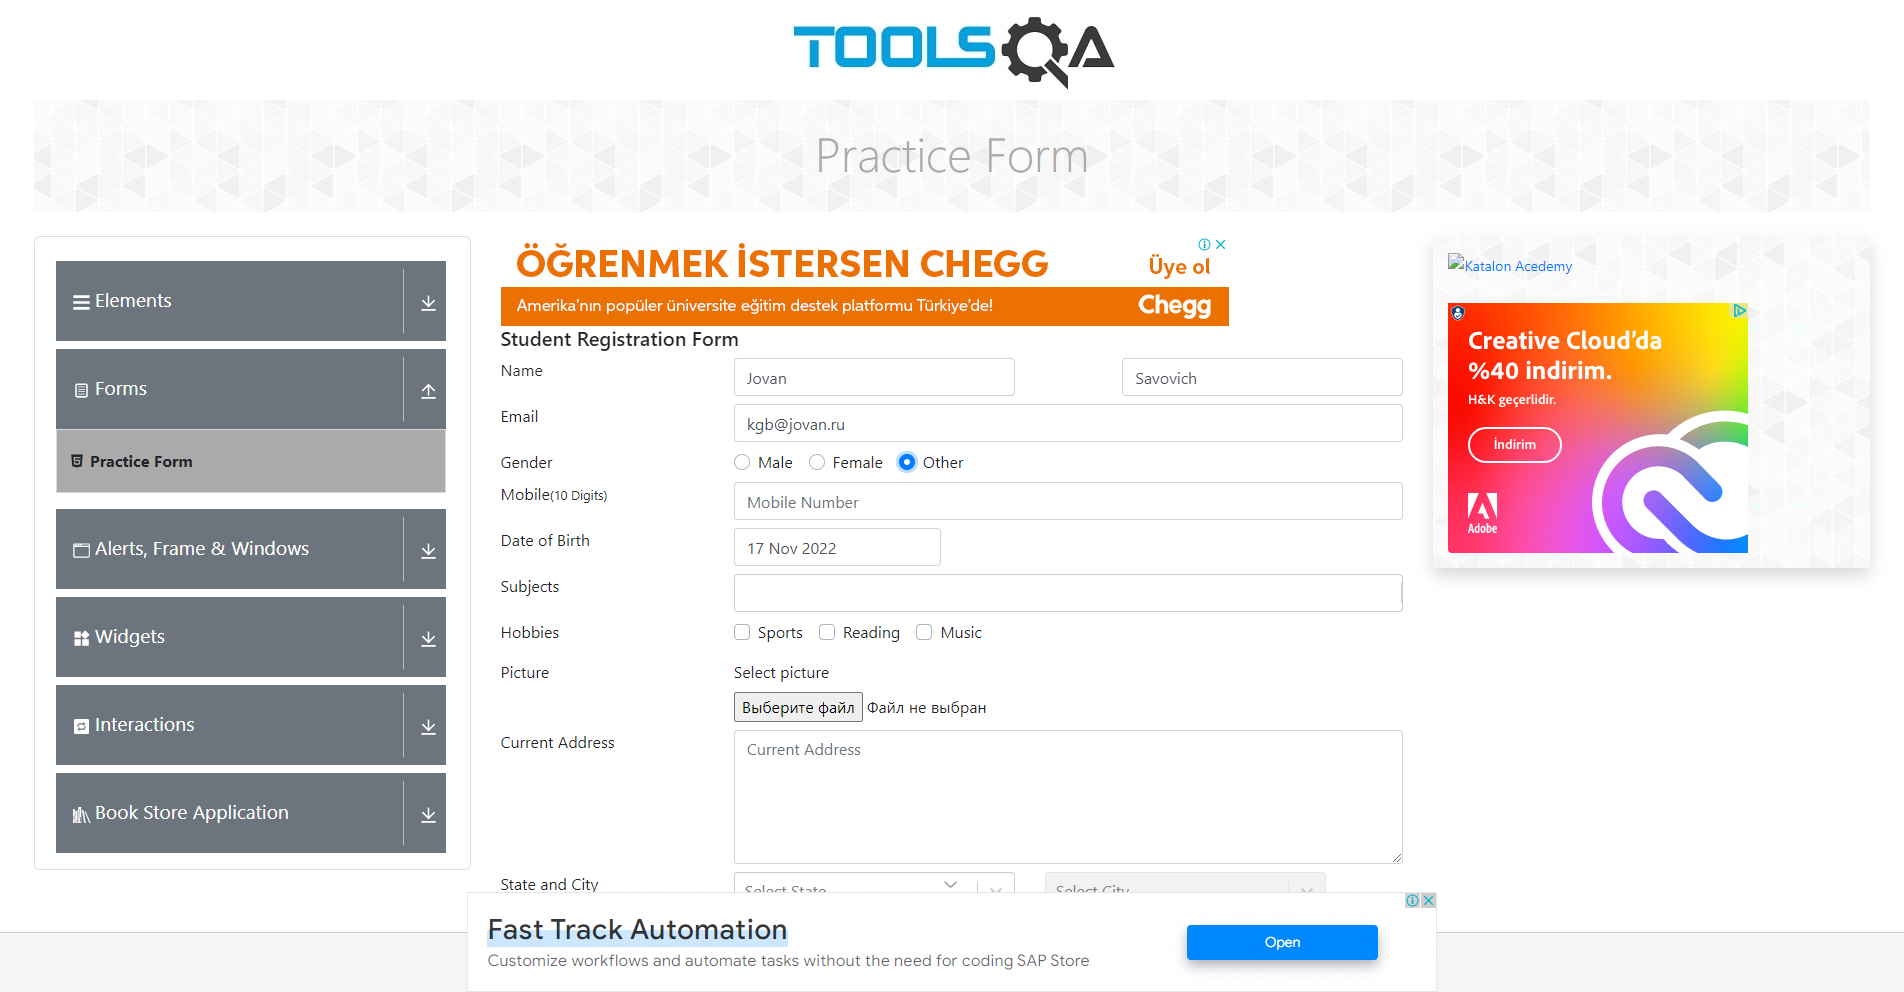 TOOLSQA
Practice Form
Elements
Forms
Practice Form
Alerts, Frame & Windows
Widgets
Interactions
Book Store Application
ÖĞRENMEK İSTERSEN CHEGG
Üye ol
Amerika'nın popüler üniversite eğitim destek platformu Türkiye'de!
Chegg
Student Registration Form
Name
Jovan
Savovich
Email
kgb@jovan.ru
Gender
Male
Female
Other
Mobile(10 Digits)
Mobile Number
Date of Birth
17 Nov 2022
Subjects
Hobbies
Sports
Reading
Music
Picture
Select picture
Выберите файл
Файл не выбран
Current Address
Current Address
State and City
Select State
Select City
Katalon Acedemy
Creative Cloud'da
%40 indirim.
H&K geçerlidir.
İndirim
Adobe
Fast Track Automation
Customize workflows and automate tasks without the need for coding SAP Store
Open